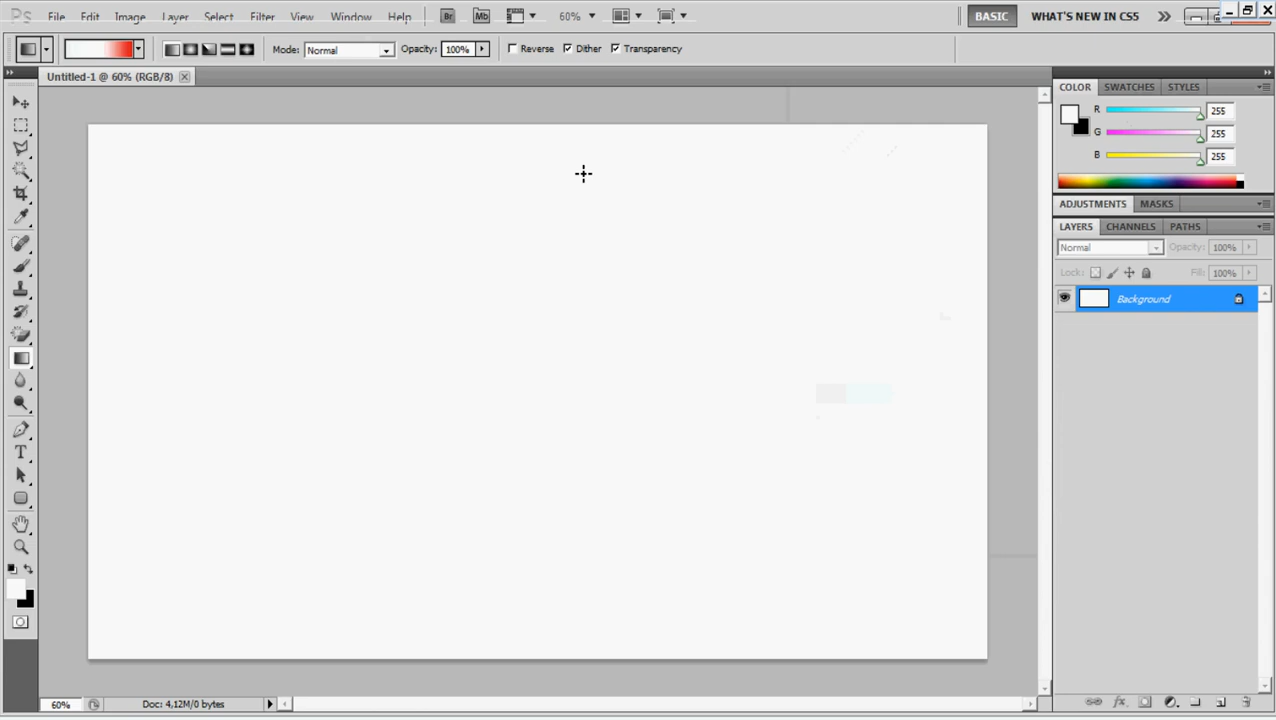 Ps File Edit Image Layer Select Filter View Window Help Br Mb 60% BASIC WHAT'S NEW IN CS5
Mode: Normal Opacity: 100% Reverse Dither Transparency
Untitled-1 @ 60% (RGB/8)
COLOR SWATCHES STYLES
R 255
G 255
B 255
ADJUSTMENTS MASKS
LAYERS CHANNELS PATHS
Normal Opacity: 100%
Lock: Fill: 100%
Background
T
60% Doc: 4,12M/0 bytes
fx